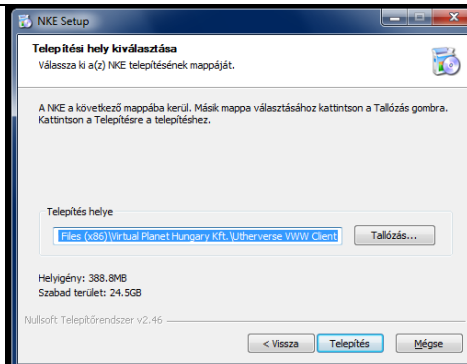 NKE Setup
Telepítési hely kiválasztása
Válassza ki a(z) NKE telepítésének mappáját.
A NKE a következő mappába kerül. Másik mappa választásához kattintson a Tallózás gombra.
Kattintson a Telepítésre a telepítéshez.
Telepítés helye
Files (x86)\Virtual Planet Hungary Kft.\Utherverse VWW Client
Tallózás...
Helyigény: 388.8MB
Szabad terület: 24.5GB
Nullsoft Telepítőrendszer v2.46
< Vissza Telepítés Mégse